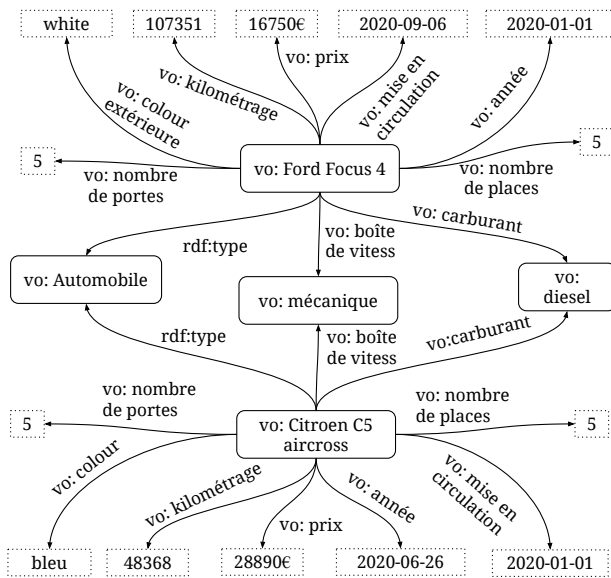 white 107351 16750€ 2020-09-06 2020-01-01
vo: prix
vo: kilométrage
vo: mise en
circulation
vo: année
vo: colour
extérieure
5
5
vo: Ford Focus 4
vo: nombre
de portes
vo: nombre
de places
vo: carburant
vo: boîte
de vitess
rdf:type
vo: Automobile
vo: mécanique
vo:
diesel
rdf:type
vo: boîte
de vitess
vo:carburant
vo: nombre
de portes
vo: nombre
de places
5
5
vo: Citroen C5
aircross
vo: colour
vo: kilométrage
vo: prix
vo: année
vo: mise en
circulation
bleu 48368 28890€ 2020-06-26 2020-01-01